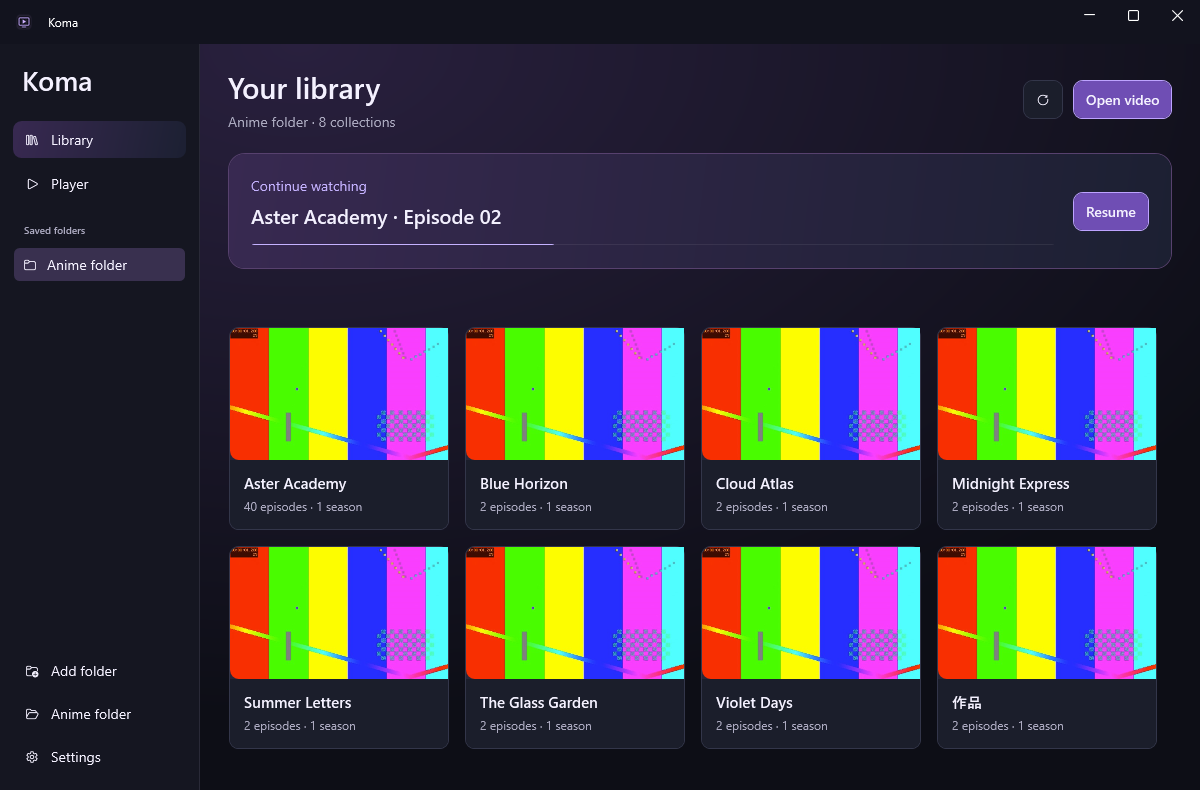 Koma
Koma
Library
Player
Saved folders
Anime folder
Add folder
Anime folder
Settings
Your library
Anime folder · 8 collections
Open video
Continue watching
Aster Academy · Episode 02
Resume
Aster Academy
40 episodes · 1 season
Blue Horizon
2 episodes · 1 season
Cloud Atlas
2 episodes · 1 season
Midnight Express
2 episodes · 1 season
Summer Letters
2 episodes · 1 season
The Glass Garden
2 episodes · 1 season
Violet Days
2 episodes · 1 season
作品
2 episodes · 1 season